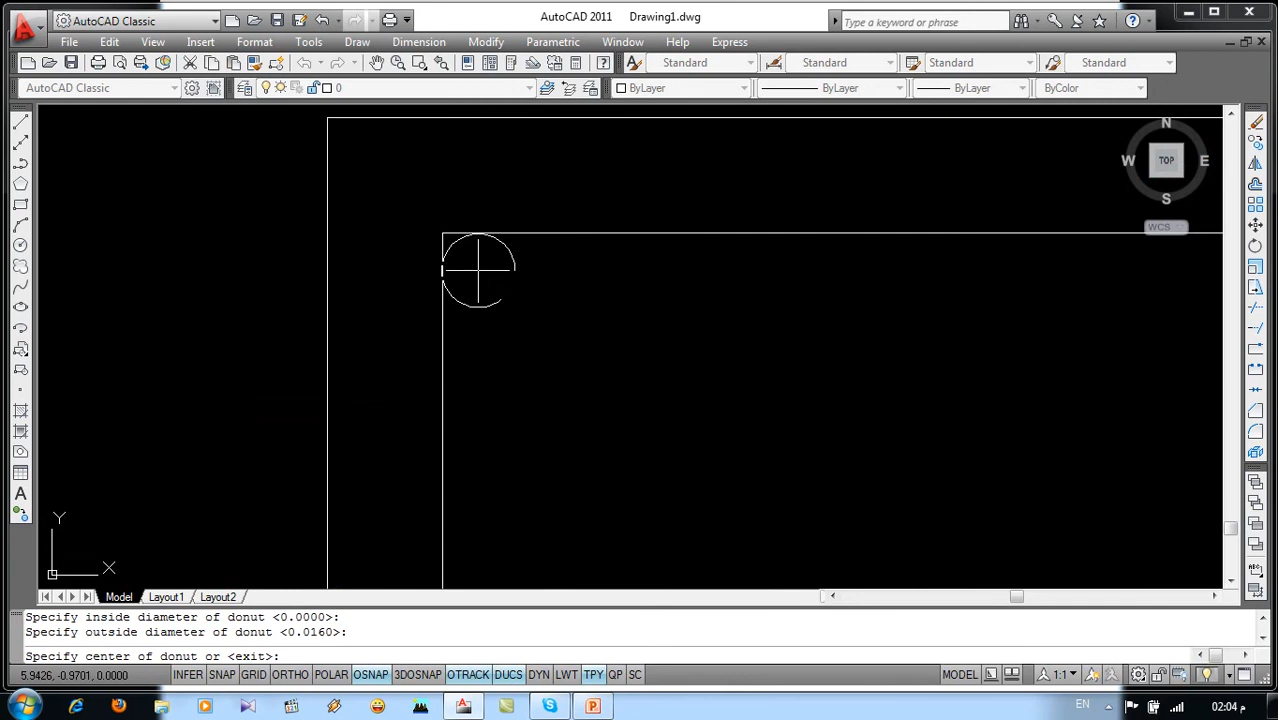 AutoCAD Classic
AutoCAD 2011 Drawing1.dwg
Type a keyword or phrase
File Edit View Insert Format Tools Draw Dimension Modify Parametric Window Help Express
Standard Standard Standard Standard
AutoCAD Classic 0 ByLayer ByLayer ByLayer ByColor
N
W TOP E
S
WCS
Y
X
Model Layout1 Layout2
Specify inside diameter of donut <0.0000>:
Specify outside diameter of donut <0.0160>:
Specify center of donut or <exit>:
5.9426, -0.9701, 0.0000 INFER SNAP GRID ORTHO POLAR OSNAP 3DOSNAP OTRACK DUCS DYN LWT TPY QP SC MODEL 1:1
EN 02:04 م